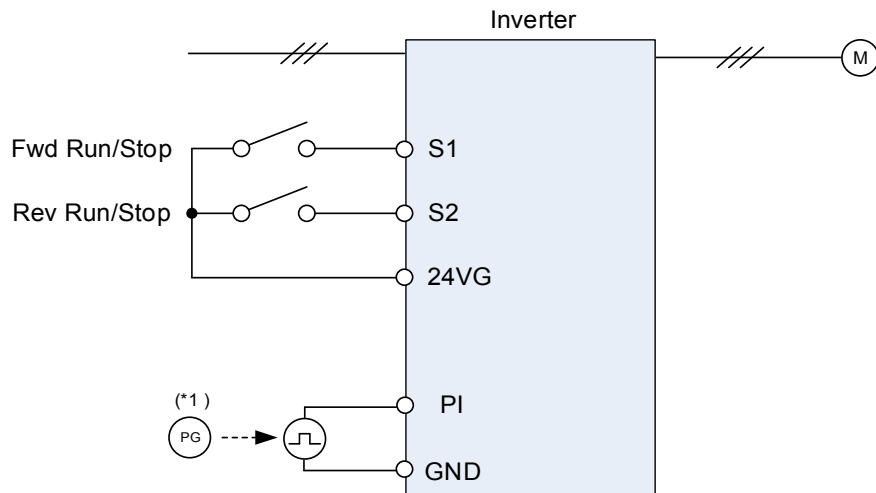 Inverter
M
Fwd Run/Stop
S1
Rev Run/Stop
S2
24VG
(*1 )
PI
PG
GND